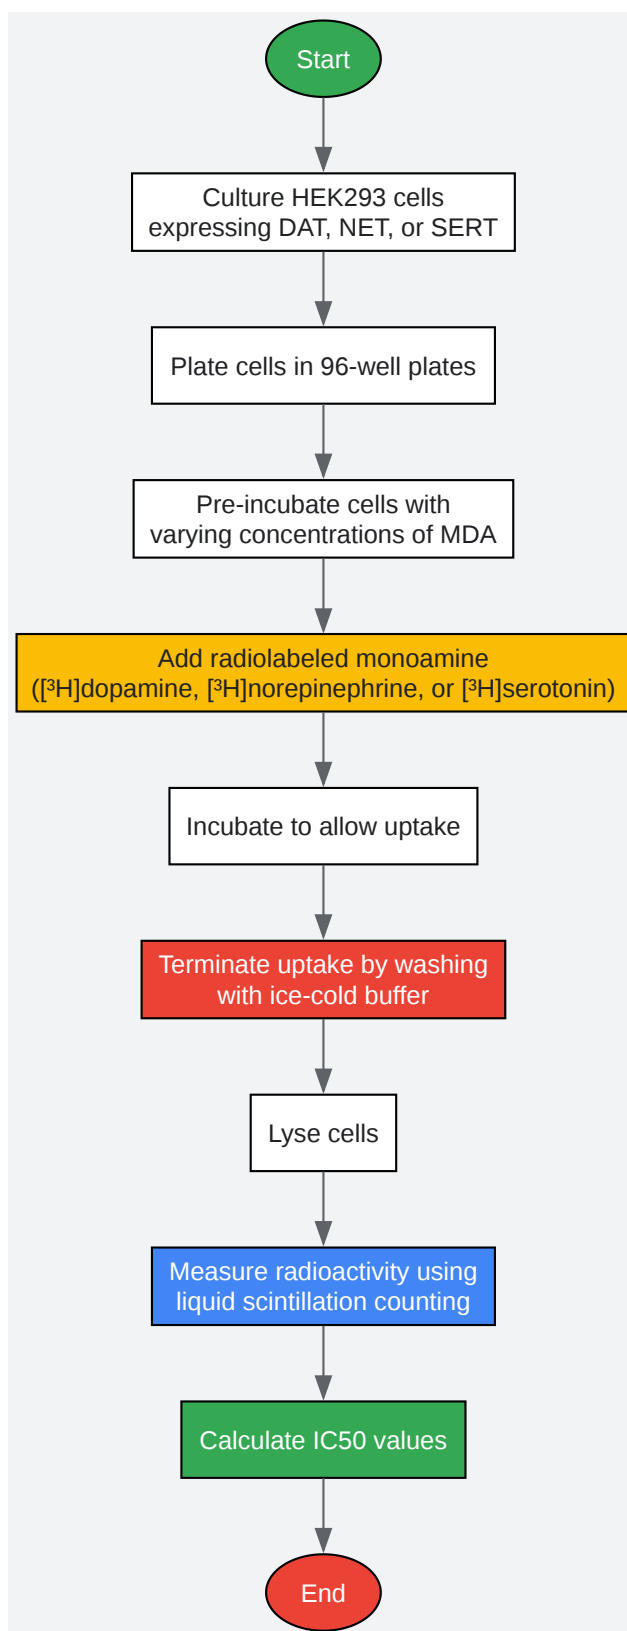 Start
Culture HEK293 cells
expressing DAT, NET, or SERT
Plate cells in 96-well plates
Pre-incubate cells with
varying concentrations of MDA
Add radiolabeled monoamine
([³H]dopamine, [³H]norepinephrine, or [³H]serotonin)
Incubate to allow uptake
Terminate uptake by washing
with ice-cold buffer
Lyse cells
Measure radioactivity using
liquid scintillation counting
Calculate IC50 values
End